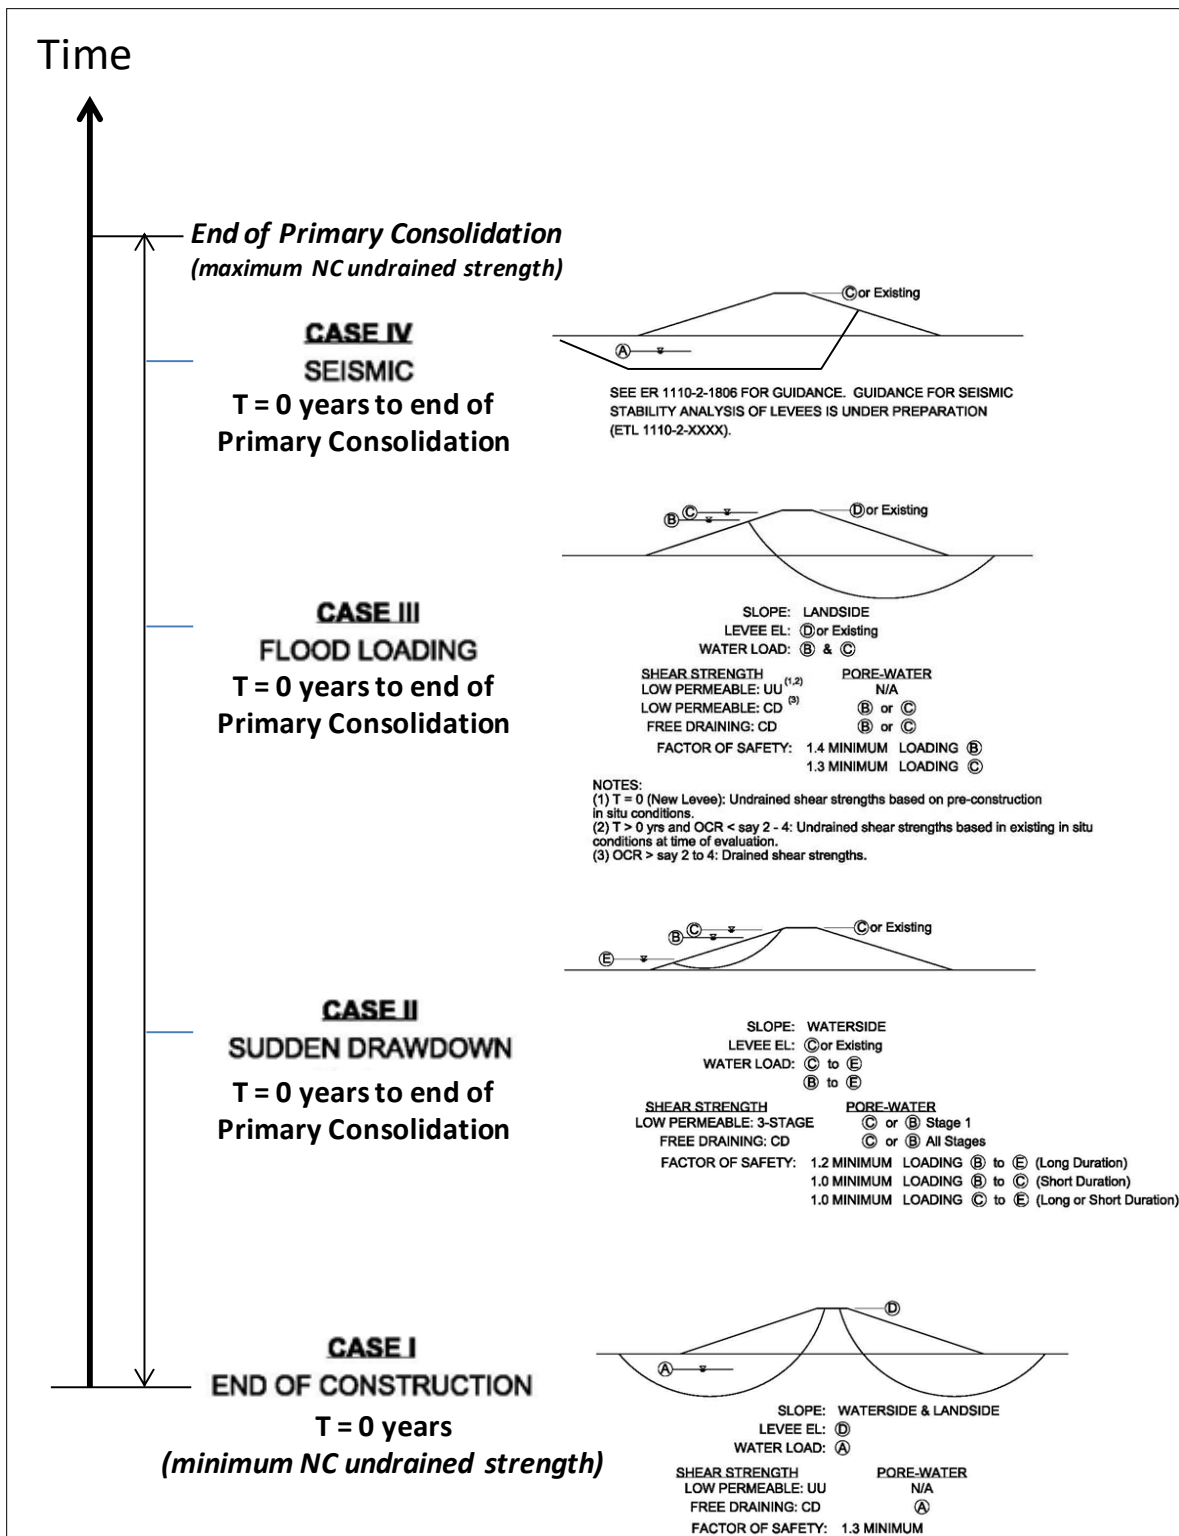 Time
End of Primary Consolidation
(maximum NC undrained strength)
CASE IV
SEISMIC
T = 0 years to end of
Primary Consolidation
C or Existing
A
SEE ER 1110-2-1806 FOR GUIDANCE. GUIDANCE FOR SEISMIC
STABILITY ANALYSIS OF LEVEES IS UNDER PREPARATION
(ETL 1110-2-XXXX).
CASE III
FLOOD LOADING
T = 0 years to end of
Primary Consolidation
C
B
D or Existing
SLOPE: LANDSIDE
LEVEE EL: D or Existing
WATER LOAD: B & C
SHEAR STRENGTH PORE-WATER
LOW PERMEABLE: UU (1,2) N/A
LOW PERMEABLE: CD (3) B or C
FREE DRAINING: CD B or C
FACTOR OF SAFETY: 1.4 MINIMUM LOADING B
1.3 MINIMUM LOADING C
NOTES:
(1) T = 0 (New Levee): Undrained shear strengths based on pre-construction
in situ conditions.
(2) T > 0 yrs and OCR < say 2 - 4: Undrained shear strengths based in existing in situ
conditions at time of evaluation.
(3) OCR > say 2 to 4: Drained shear strengths.
CASE II
SUDDEN DRAWDOWN
T = 0 years to end of
Primary Consolidation
C
B
E
C or Existing
SLOPE: WATERSIDE
LEVEE EL: C or Existing
WATER LOAD: C to E
B to E
SHEAR STRENGTH PORE-WATER
LOW PERMEABLE: 3-STAGE C or B Stage 1
FREE DRAINING: CD C or B All Stages
FACTOR OF SAFETY: 1.2 MINIMUM LOADING B to E (Long Duration)
1.0 MINIMUM LOADING B to C (Short Duration)
1.0 MINIMUM LOADING C to E (Long or Short Duration)
CASE I
END OF CONSTRUCTION
T = 0 years
(minimum NC undrained strength)
D
A
SLOPE: WATERSIDE & LANDSIDE
LEVEE EL: D
WATER LOAD: A
SHEAR STRENGTH PORE-WATER
LOW PERMEABLE: UU N/A
FREE DRAINING: CD A
FACTOR OF SAFETY: 1.3 MINIMUM